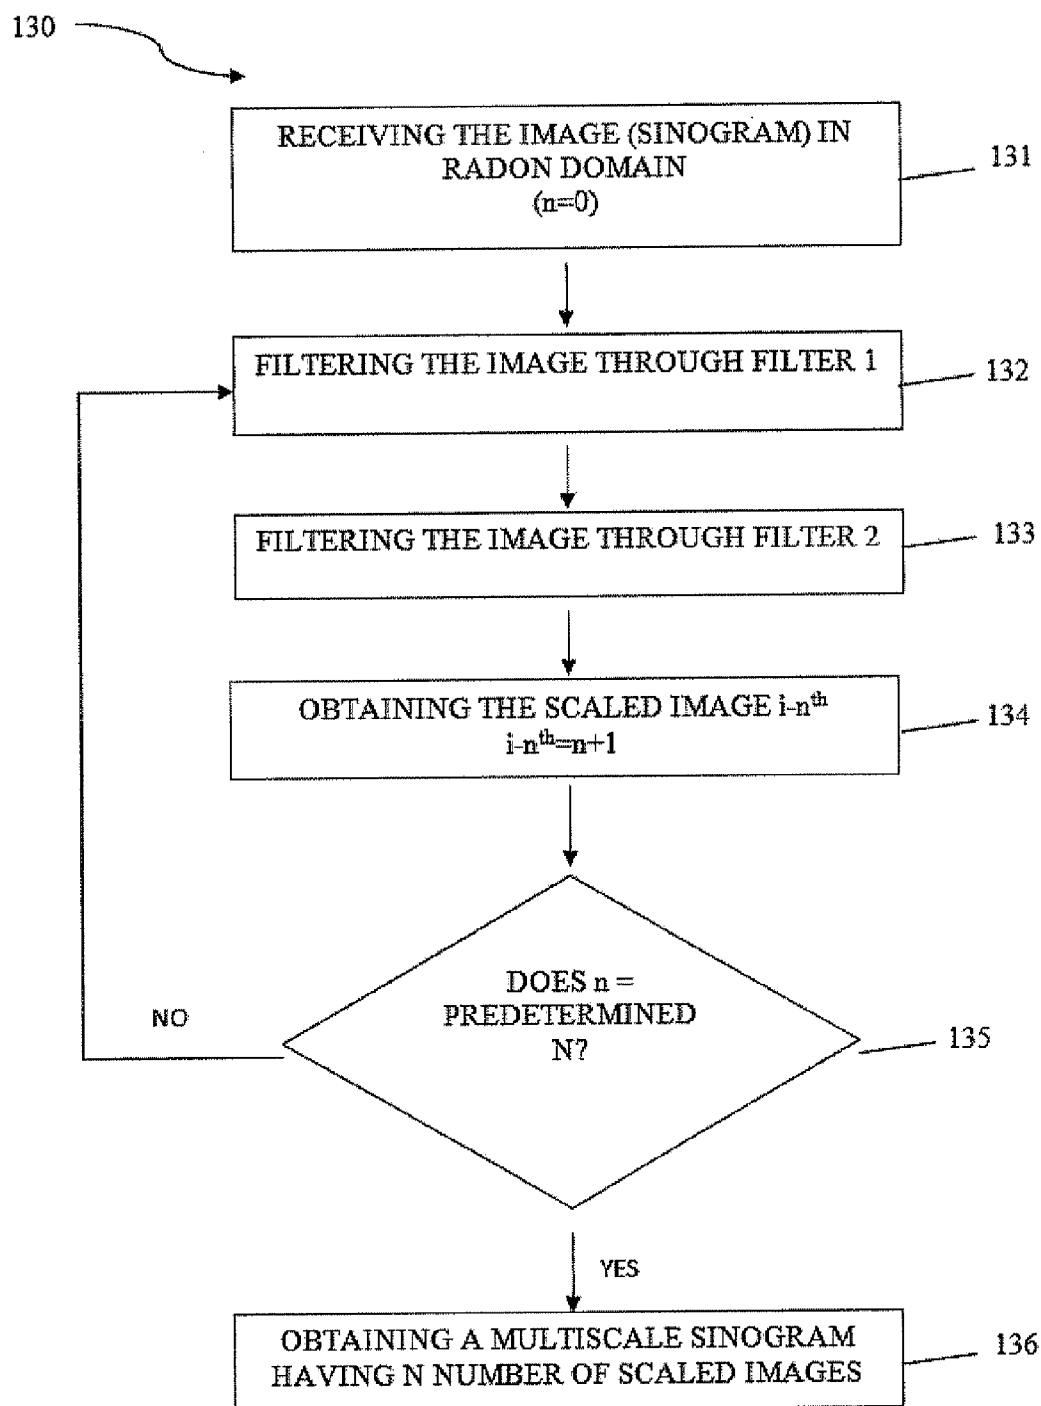 130
RECEIVING THE IMAGE (SINOGRAM) IN
RADON DOMAIN
(n=0)
131
FILTERING THE IMAGE THROUGH FILTER 1
132
FILTERING THE IMAGE THROUGH FILTER 2
133
OBTAINING THE SCALED IMAGE i-nᵗʰ
i-nᵗʰ=n+1
134
DOES n =
PREDETERMINED
N?
135
NO
YES
OBTAINING A MULTISCALE SINOGRAM
HAVING N NUMBER OF SCALED IMAGES
136